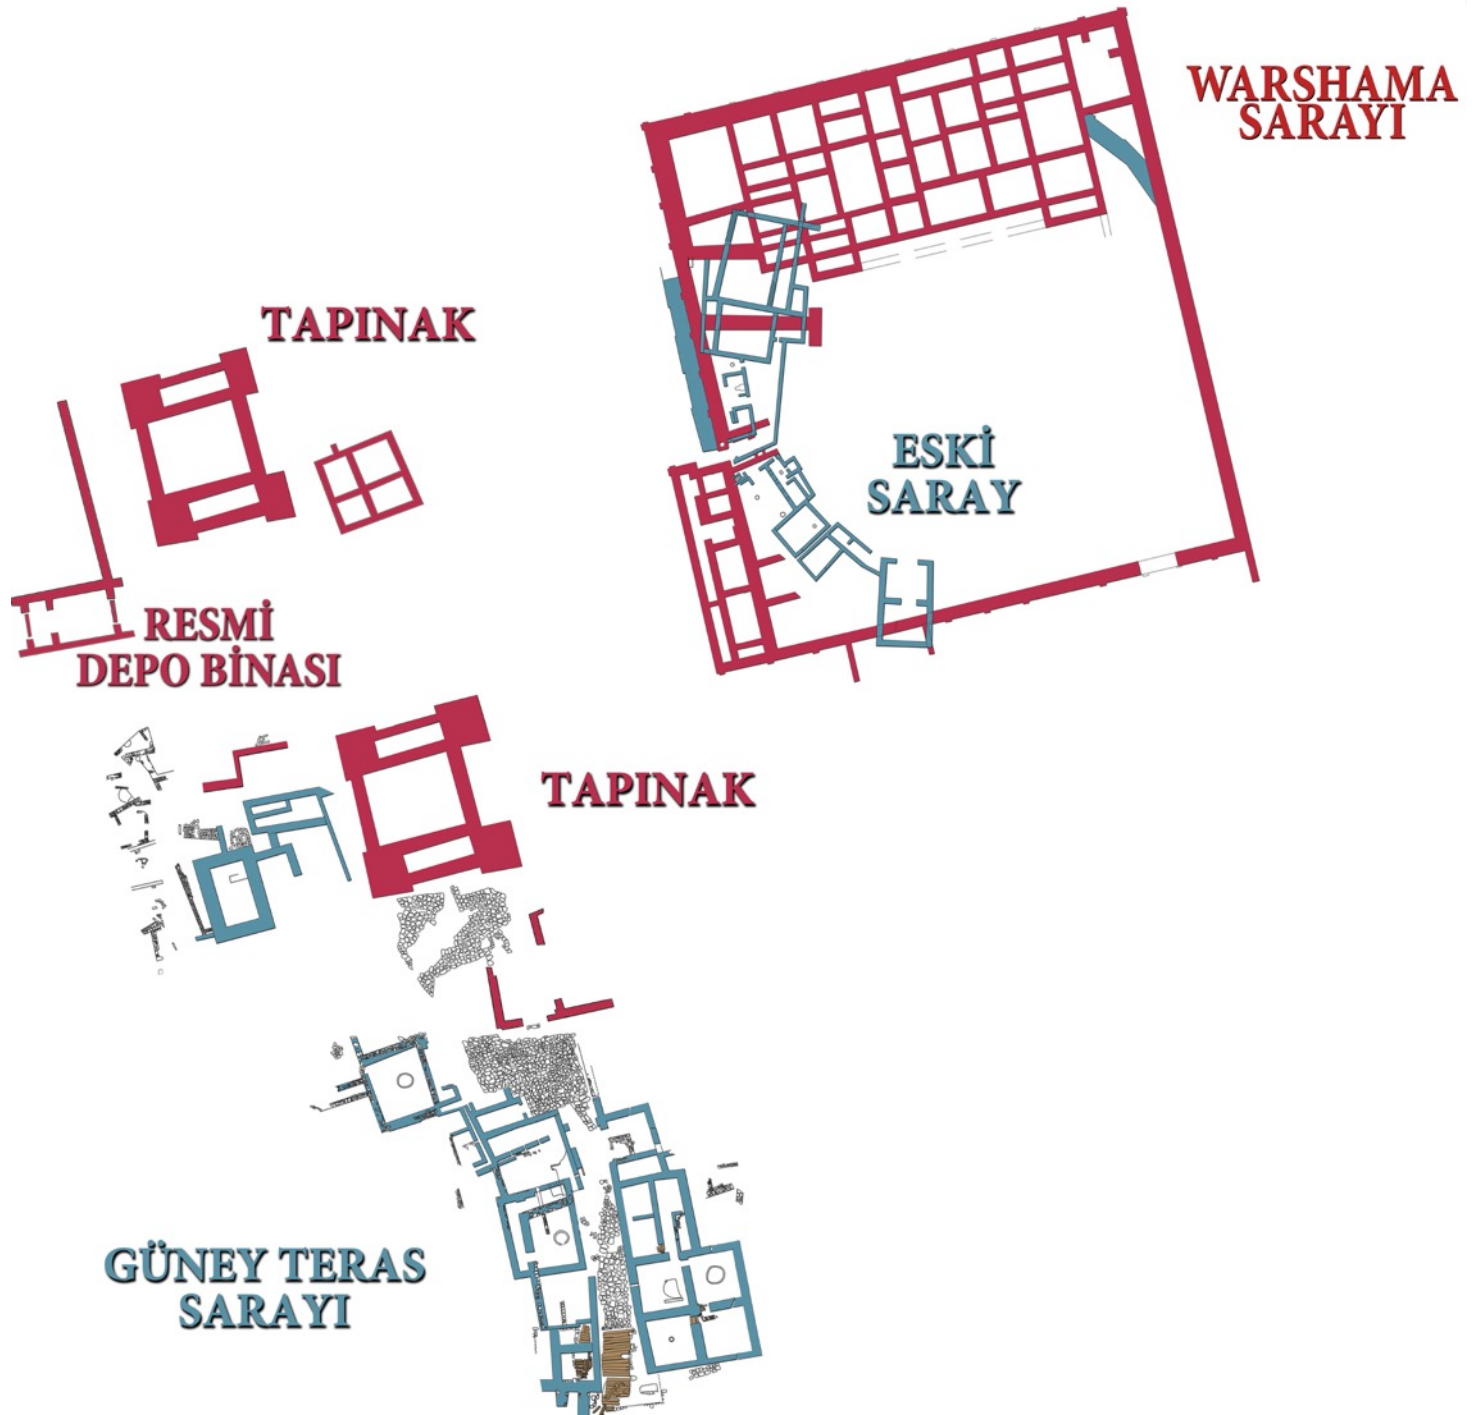 WARSHAMA
SARAYI
TAPINAK
ESKİ
SARAY
RESMİ
DEPO BİNASI
TAPINAK
GÜNEY TERAS
SARAYI